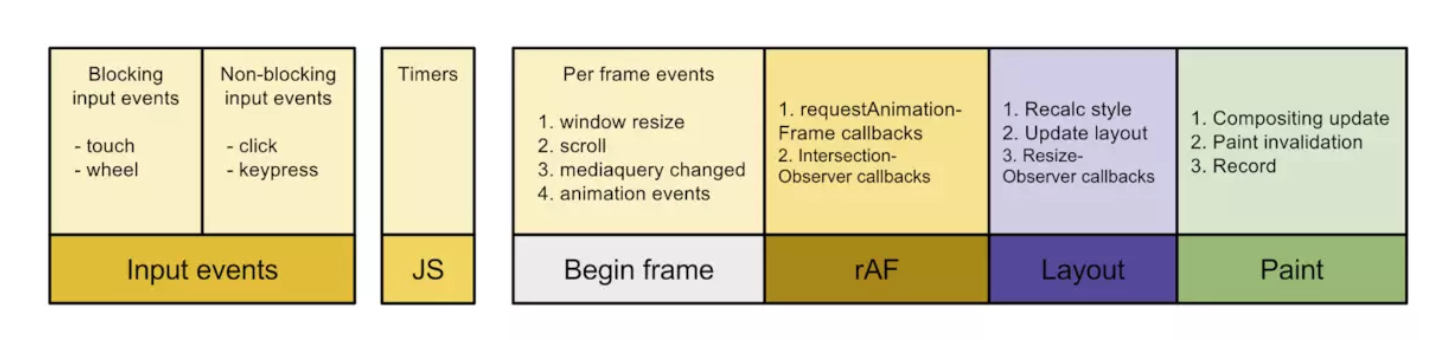 Blocking
input events
- touch
- wheel
Non-blocking
input events
- click
- keypress
Input events
Timers
JS
Per frame events
1. window resize
2. scroll
3. mediaquery changed
4. animation events
Begin frame
1. requestAnimation-
Frame callbacks
2. Intersection-
Observer callbacks
rAF
1. Recalc style
2. Update layout
3. Resize-
Observer callbacks
Layout
1. Compositing update
2. Paint invalidation
3. Record
Paint